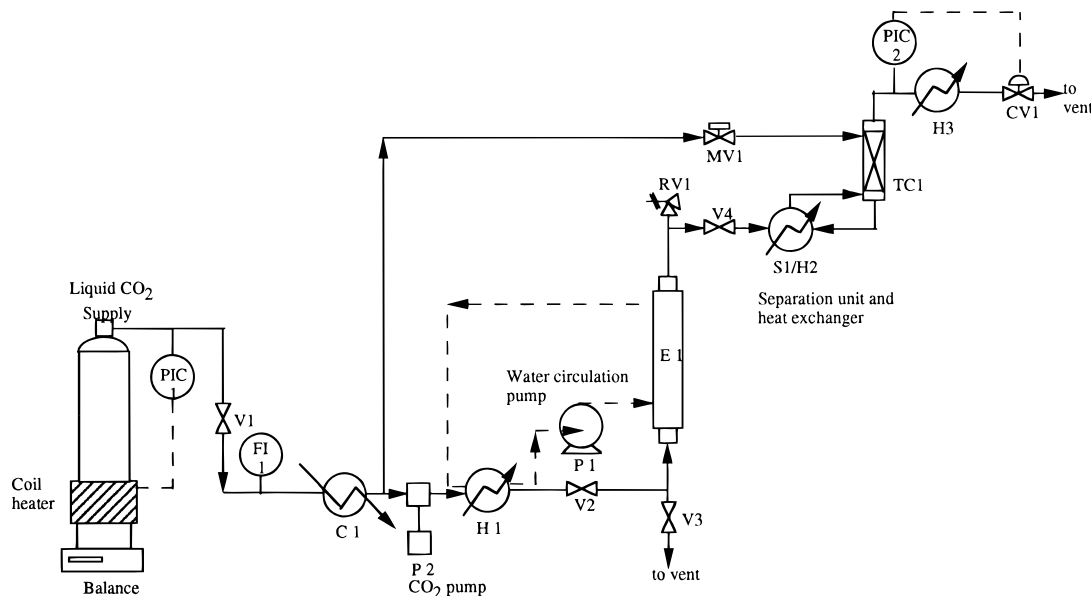 PIC
2
to
vent
CV1
H3
MV1
TC1
RV1
V4
S1/H2
Separation unit and
heat exchanger
Liquid CO2
Supply
PIC
1
E 1
Water circulation
pump
V1
FI
1
P 1
Coil
heater
C 1
H 1
V2
V3
P 2
CO2 pump
to vent
Balance